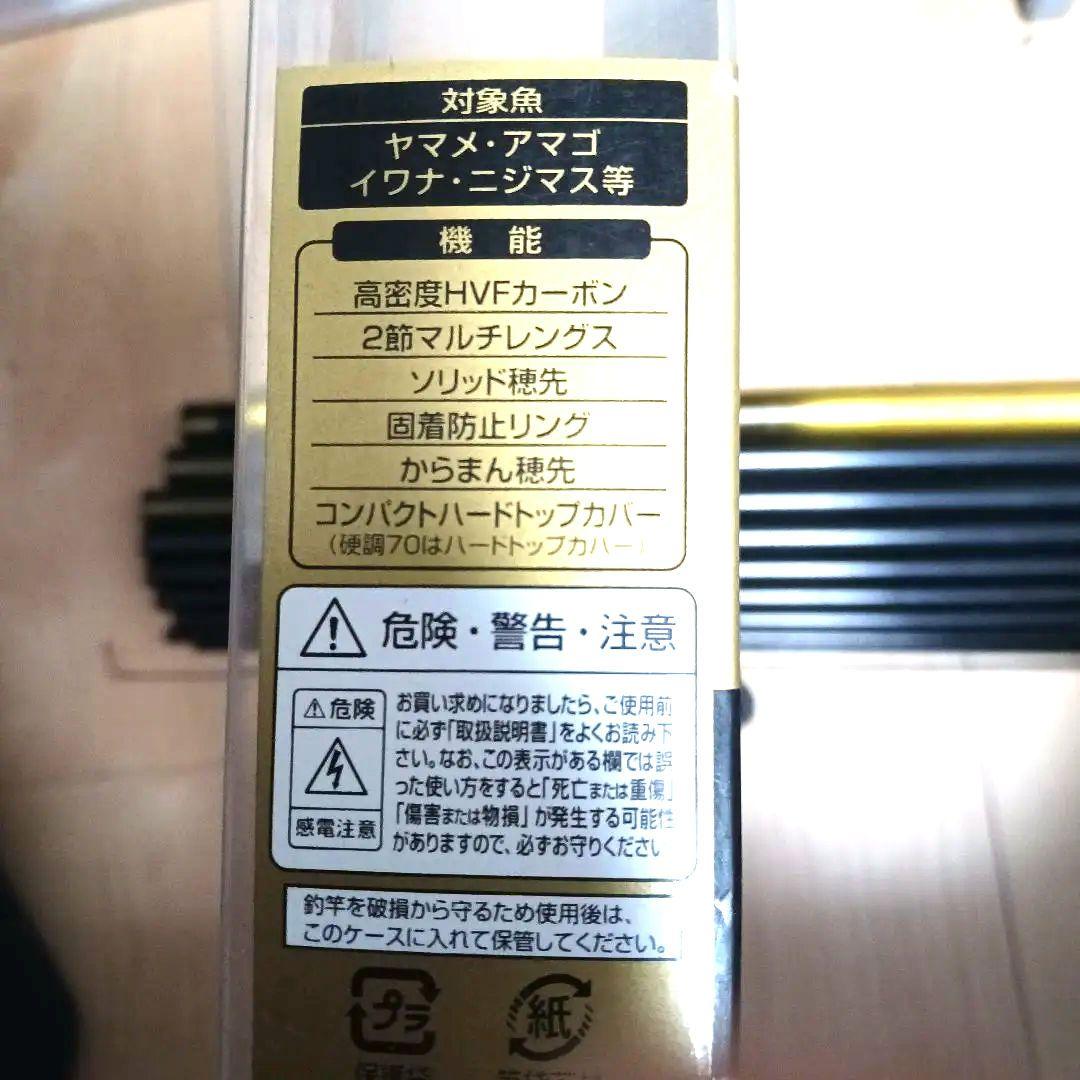 対象魚
ヤマメ・アマゴ
イワナ・ニジマス等
機 能
高密度HVFカーボン
2節マルチレングス
ソリッド穂先
固着防止リング
からまん穂先
コンパクトハードトップカバー
(硬調70はハードトップカバー)
危険・警告・注意
危険
感電注意
お買い求めになりましたら、ご使用前
に必ず「取扱説明書」をよくお読み下
さい。なお、この表示がある欄では誤
った使い方をすると「死亡または重傷」
「傷害または物損」が発生する可能性
がありますので、必ずお守りください
釣竿を破損から守るため使用後は、
このケースに入れて保管してください。
プラ
紙
保護袋